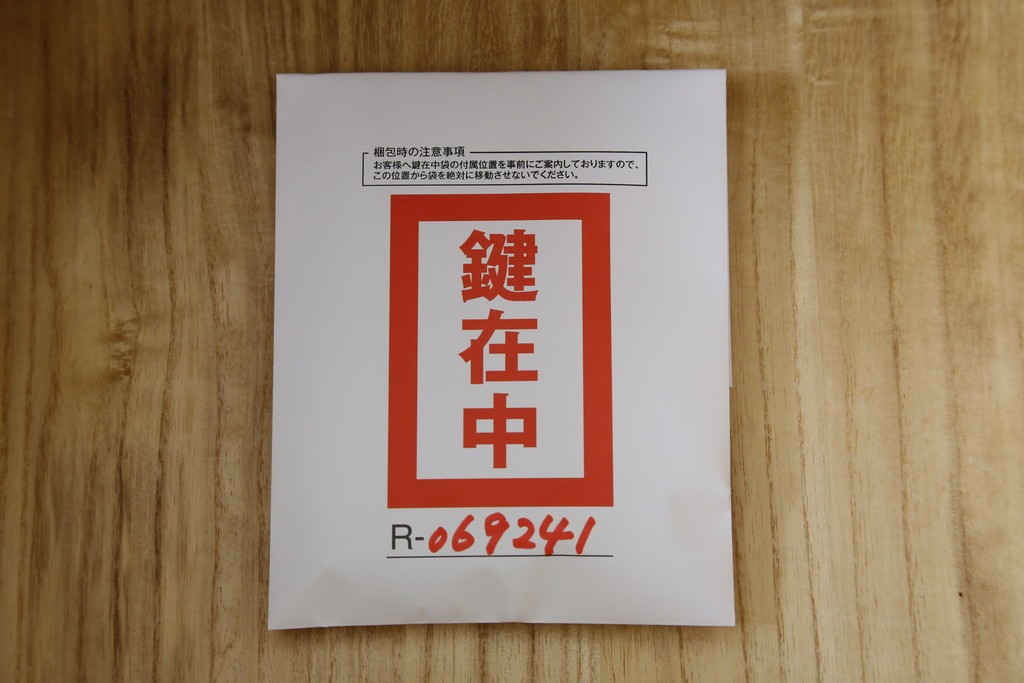 梱包時の注意事項
お客様へ鍵在中袋の付属位置を事前にご案内しておりますので、
この位置から袋を絶対に移動させないでください。
鍵在中
R-069241